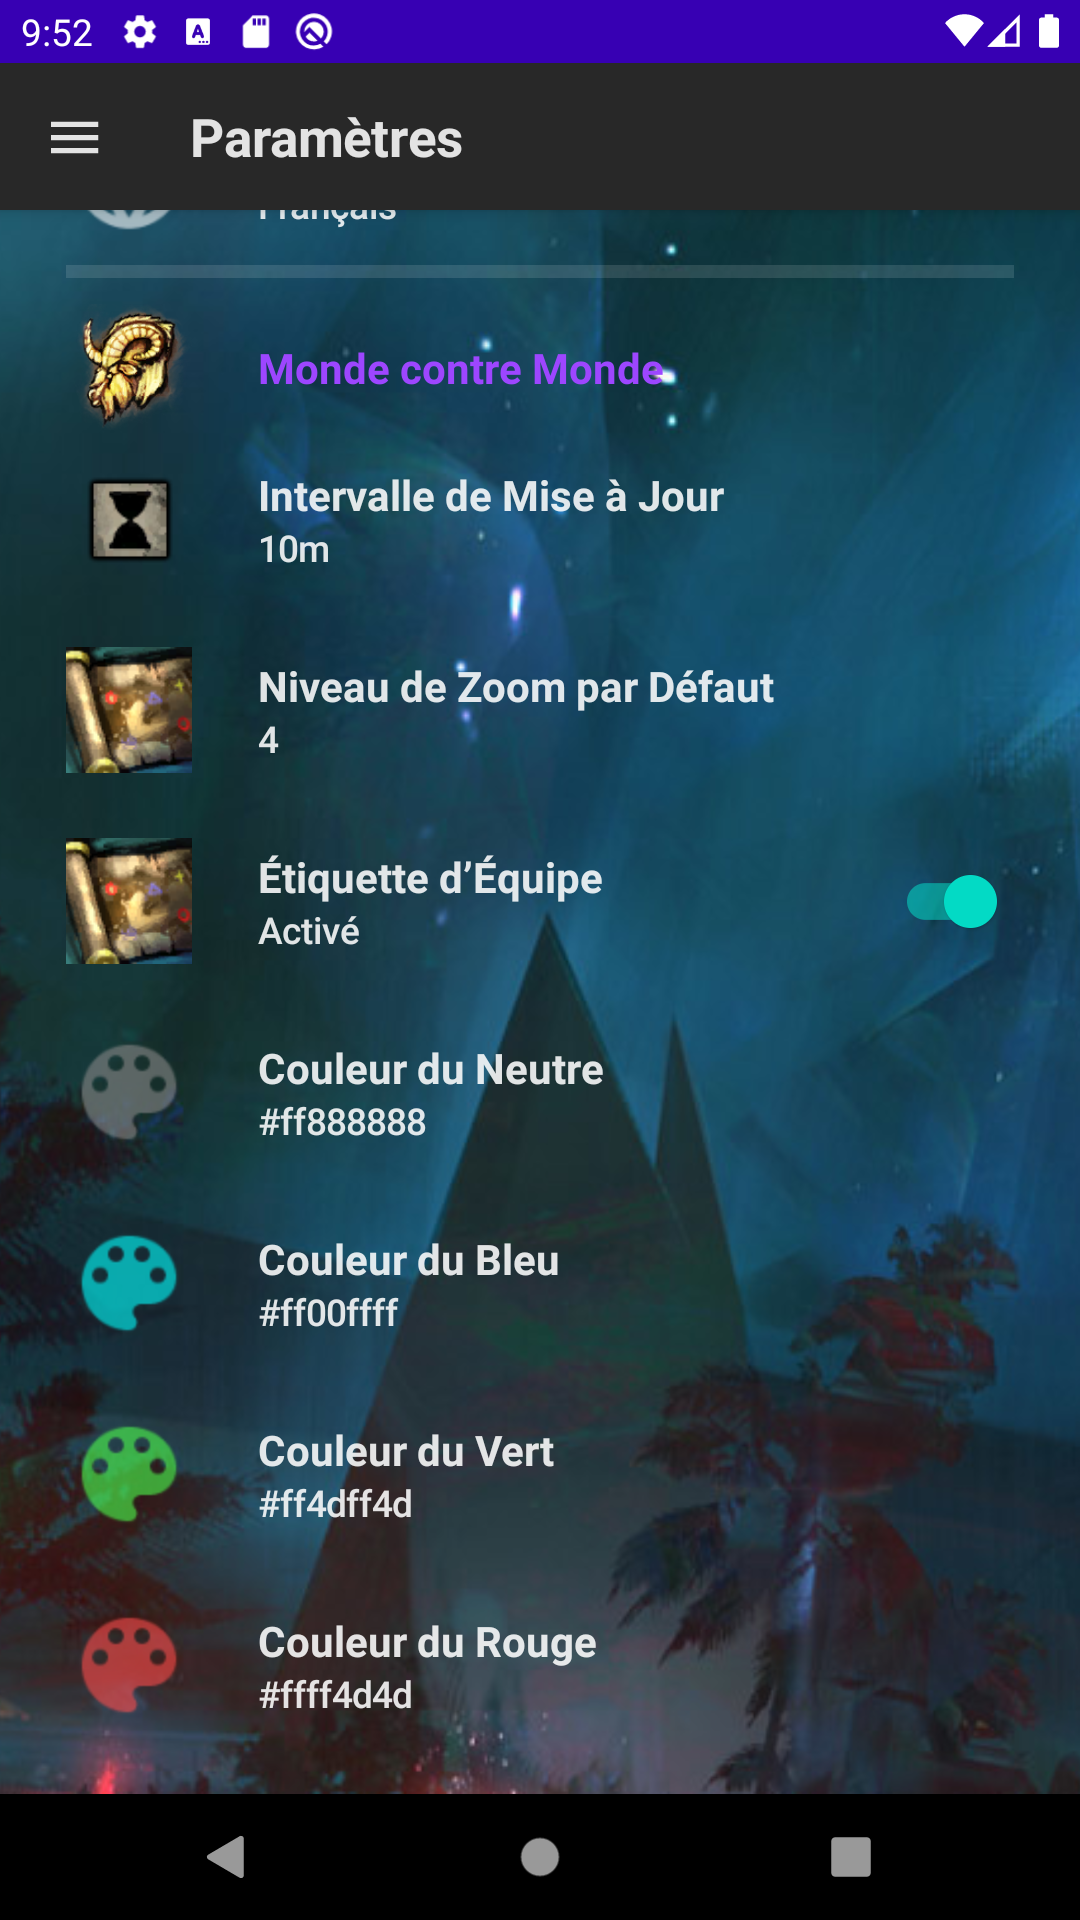 9:52
Paramètres
Français
Monde contre Monde
Intervalle de Mise à Jour
10m
Niveau de Zoom par Défaut
4
Étiquette d’Équipe
Activé
Couleur du Neutre
#ff888888
Couleur du Bleu
#ff00ffff
Couleur du Vert
#ff4dff4d
Couleur du Rouge
#ffff4d4d